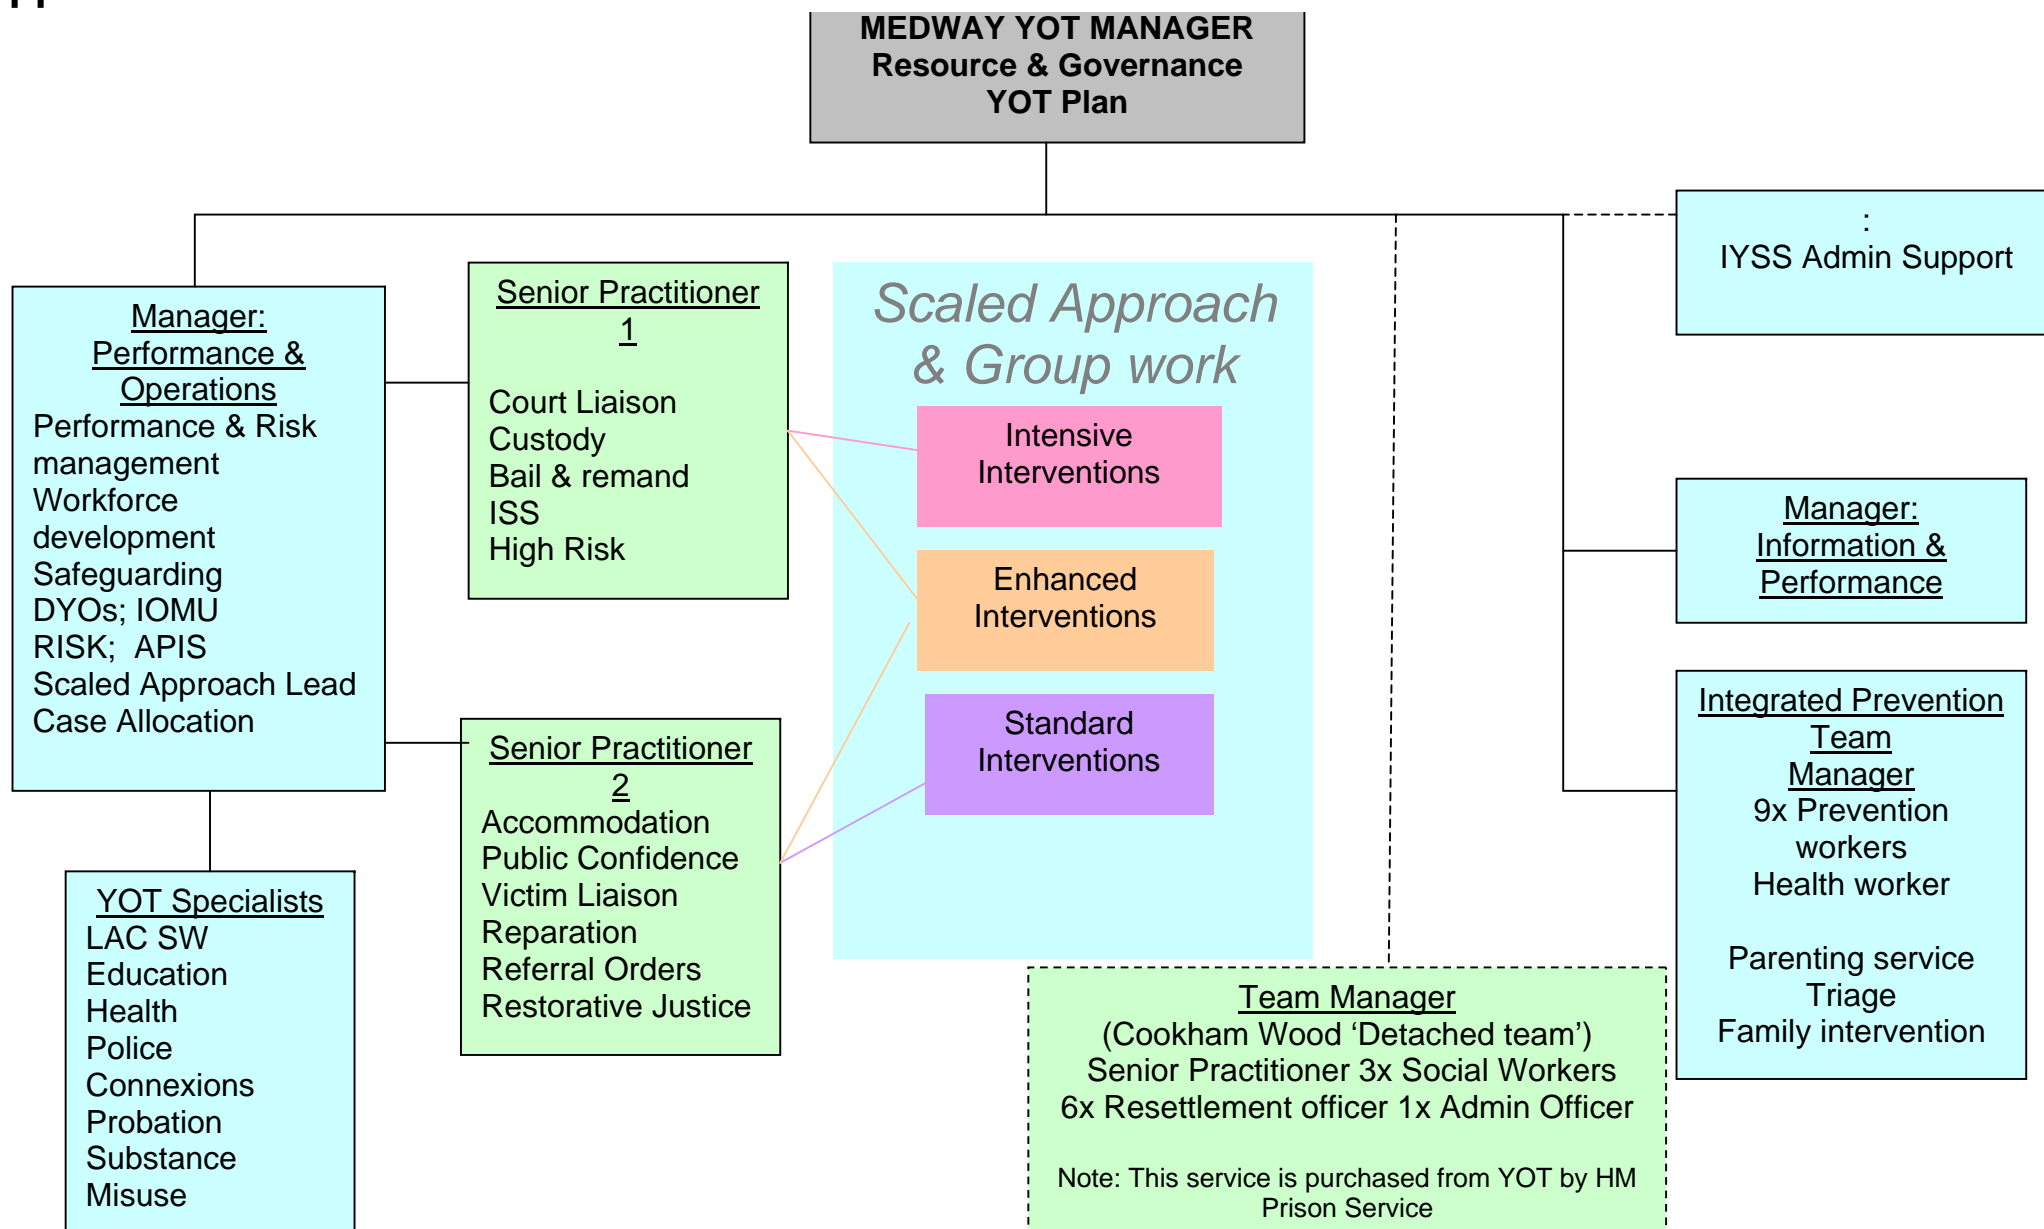 MEDWAY YOT MANAGER
Resource & Governance
YOT Plan
:
IYSS Admin Support
Manager:
Performance &
Operations
Performance & Risk
management
Workforce
development
Safeguarding
DYOs; IOMU
RISK;  APIS
Scaled Approach Lead
Case Allocation
Senior Practitioner
1
Court Liaison
Custody
Bail & remand
ISS
High Risk
Scaled Approach
& Group work
Intensive
Interventions
Enhanced
Interventions
Standard
Interventions
Manager:
Information &
Performance
Senior Practitioner
2
Accommodation
Public Confidence
Victim Liaison
Reparation
Referral Orders
Restorative Justice
Integrated Prevention
Team
Manager
9x Prevention
workers
Health worker
Parenting service
Triage
Family intervention
YOT Specialists
LAC SW
Education
Health
Police
Connexions
Probation
Substance
Misuse
Team Manager
(Cookham Wood ‘Detached team’)
Senior Practitioner 3x Social Workers
6x Resettlement officer 1x Admin Officer
Note: This service is purchased from YOT by HM
Prison Service